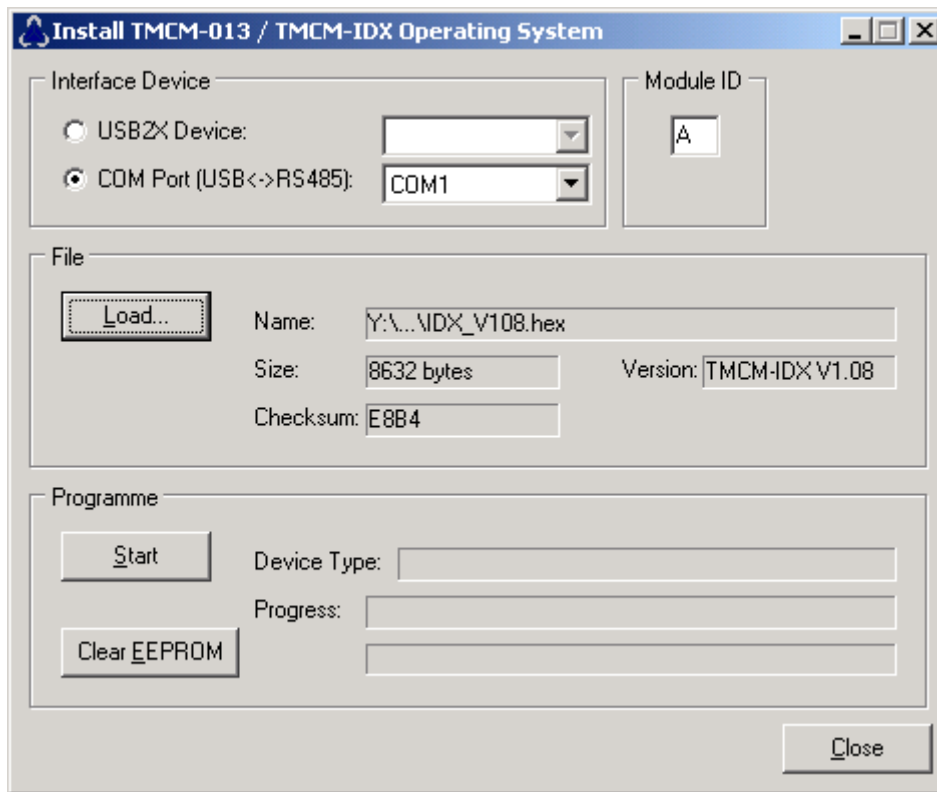 Install TMCM-013 / TMCM-IDX Operating System
Interface Device
Module ID
USB2X Device:
A
COM Port (USB<->RS485): COM1
File
Load...
Name: Y:\...\IDX_V108.hex
Size: 8632 bytes Version: TMCM-IDX V1.08
Checksum: E8B4
Programme
Start
Device Type:
Progress:
Clear EEPROM
Close